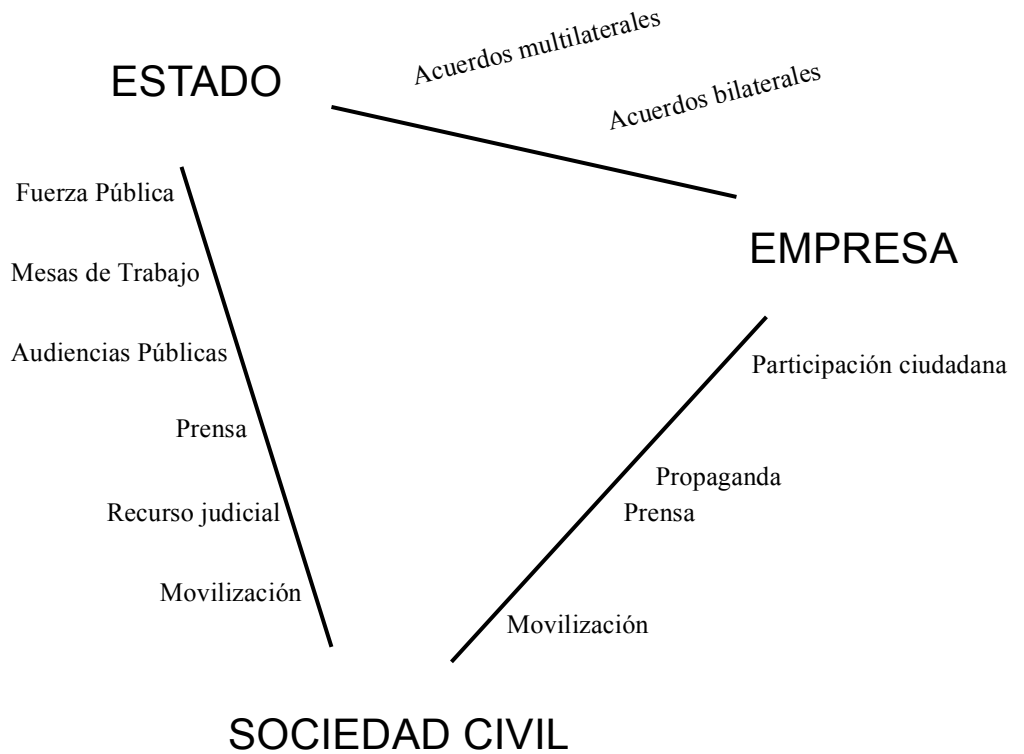 Acuerdos multilaterales
ESTADO
Acuerdos bilaterales
Fuerza Pública
EMPRESA
Mesas de Trabajo
Audiencias Públicas
Participación ciudadana
Prensa
Propaganda
Prensa
Recurso judicial
Movilización
Movilización
SOCIEDAD CIVIL